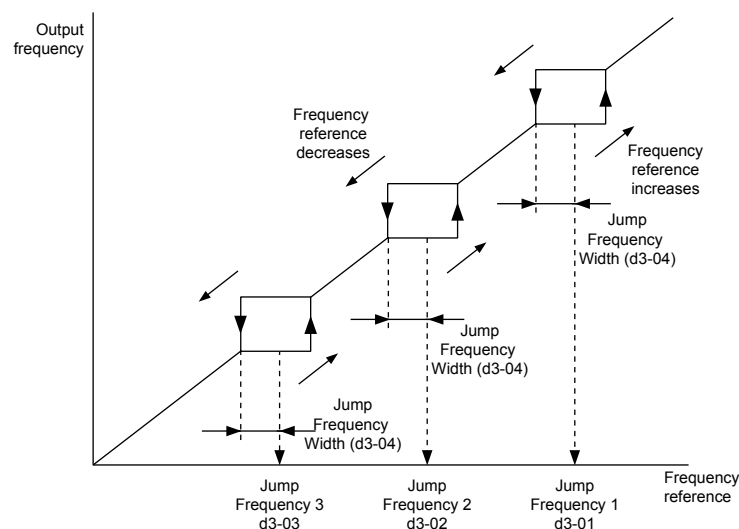 Output
frequency
Frequency
reference
decreases
Frequency
reference
increases
Jump
Frequency
Width (d3-04)
Jump
Frequency
Width (d3-04)
Jump
Frequency
Width (d3-04)
Jump
Frequency 3
d3-03
Jump
Frequency 2
d3-02
Jump
Frequency 1
d3-01
Frequency
reference